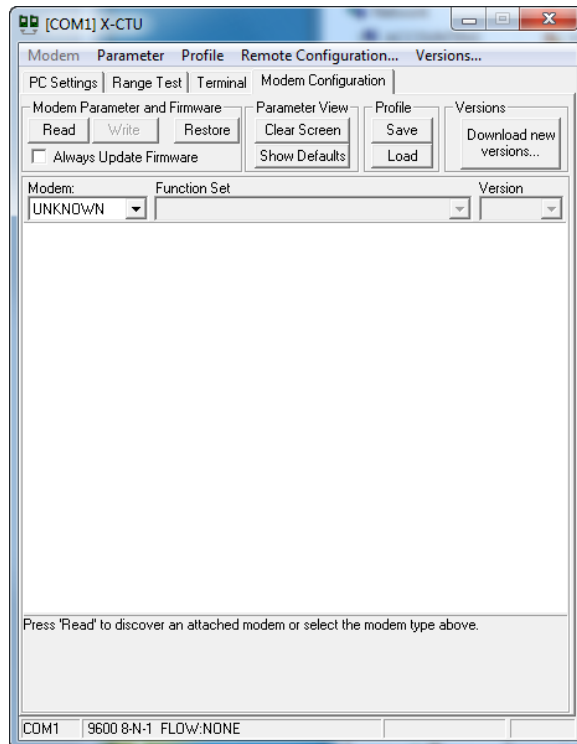 [COM1] X-CTU
Modem Parameter Profile Remote Configuration... Versions...
PC Settings Range Test Terminal Modem Configuration
Modem Parameter and Firmware Parameter View Profile Versions
Read Write Restore Clear Screen Save Download new versions...
Always Update Firmware Show Defaults Load
Modem: Function Set Version
UNKNOWN
Press 'Read' to discover an attached modem or select the modem type above.
COM1 9600 8-N-1 FLOW:NONE